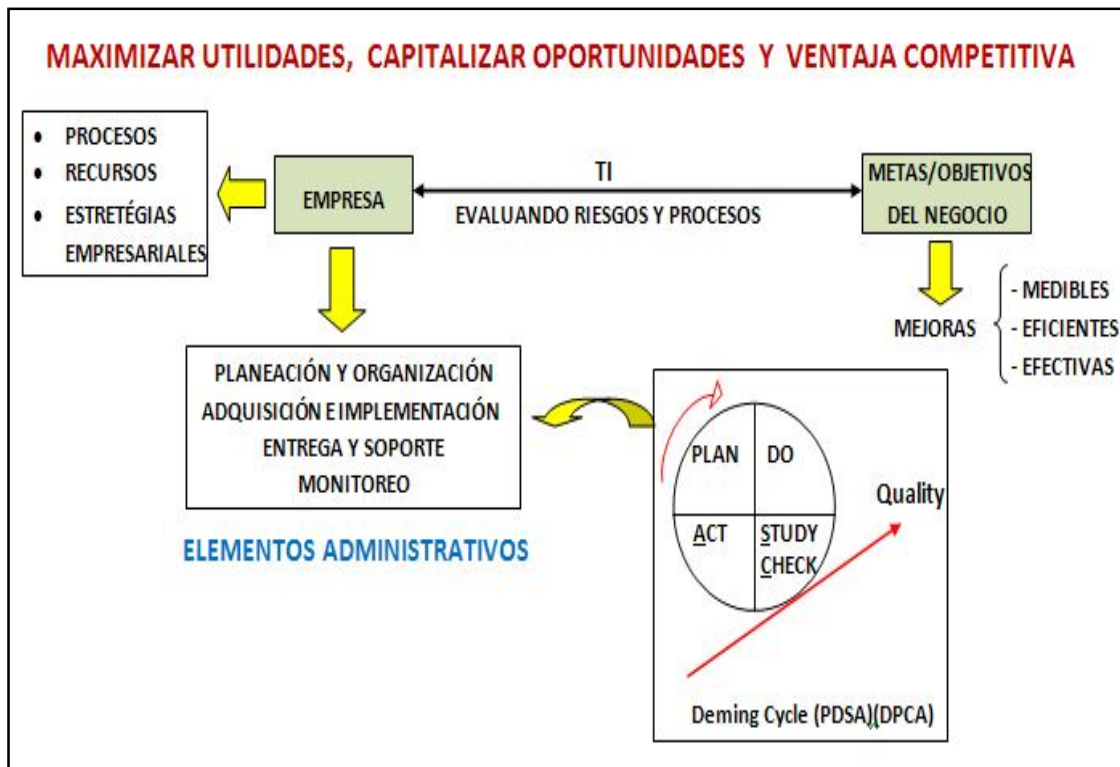 MAXIMIZAR UTILIDADES, CAPITALIZAR OPORTUNIDADES Y VENTAJA COMPETITIVA
• PROCESOS
• RECURSOS
• ESTRETÉGIAS
EMPRESARIALES
EMPRESA
TI
EVALUANDO RIESGOS Y PROCESOS
METAS/OBJETIVOS
DEL NEGOCIO
MEJORAS
- MEDIBLES
- EFICIENTES
- EFECTIVAS
PLANEACIÓN Y ORGANIZACIÓN
ADQUISICIÓN E IMPLEMENTACIÓN
ENTREGA Y SOPORTE
MONITOREO
ELEMENTOS ADMINISTRATIVOS
PLAN
DO
ACT
STUDY
CHECK
Quality
Deming Cycle (PDSA)(DPCA)